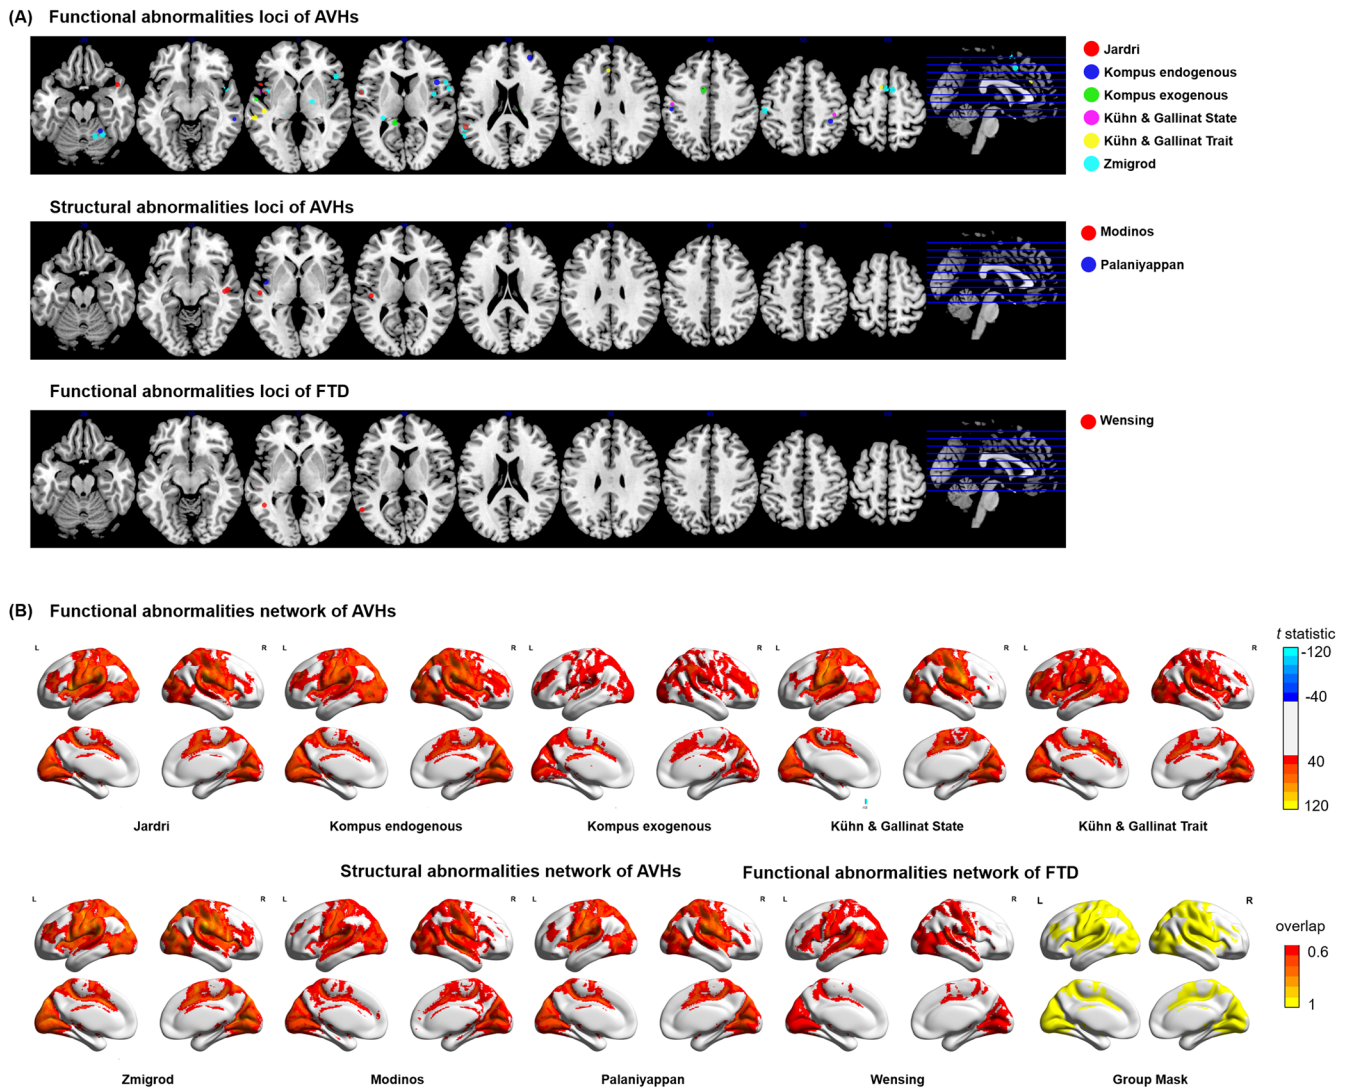 (A) Functional abnormalities loci of AVHs
Jardri
Kompus endogenous
Kompus exogenous
Kühn & Gallinat State
Kühn & Gallinat Trait
Zmigrod
Structural abnormalities loci of AVHs
Modinos
Palaniyappan
Functional abnormalities loci of FTD
Wensing
(B) Functional abnormalities network of AVHs
t statistic
L R L R L R L R L R
-120
-40
40
120
Jardri Kompus endogenous Kompus exogenous Kühn & Gallinat State Kühn & Gallinat Trait
Structural abnormalities network of AVHs Functional abnormalities network of FTD
L R L R L R L R L R
overlap
0.6
1
Zmigrod Modinos Palaniyappan Wensing Group Mask